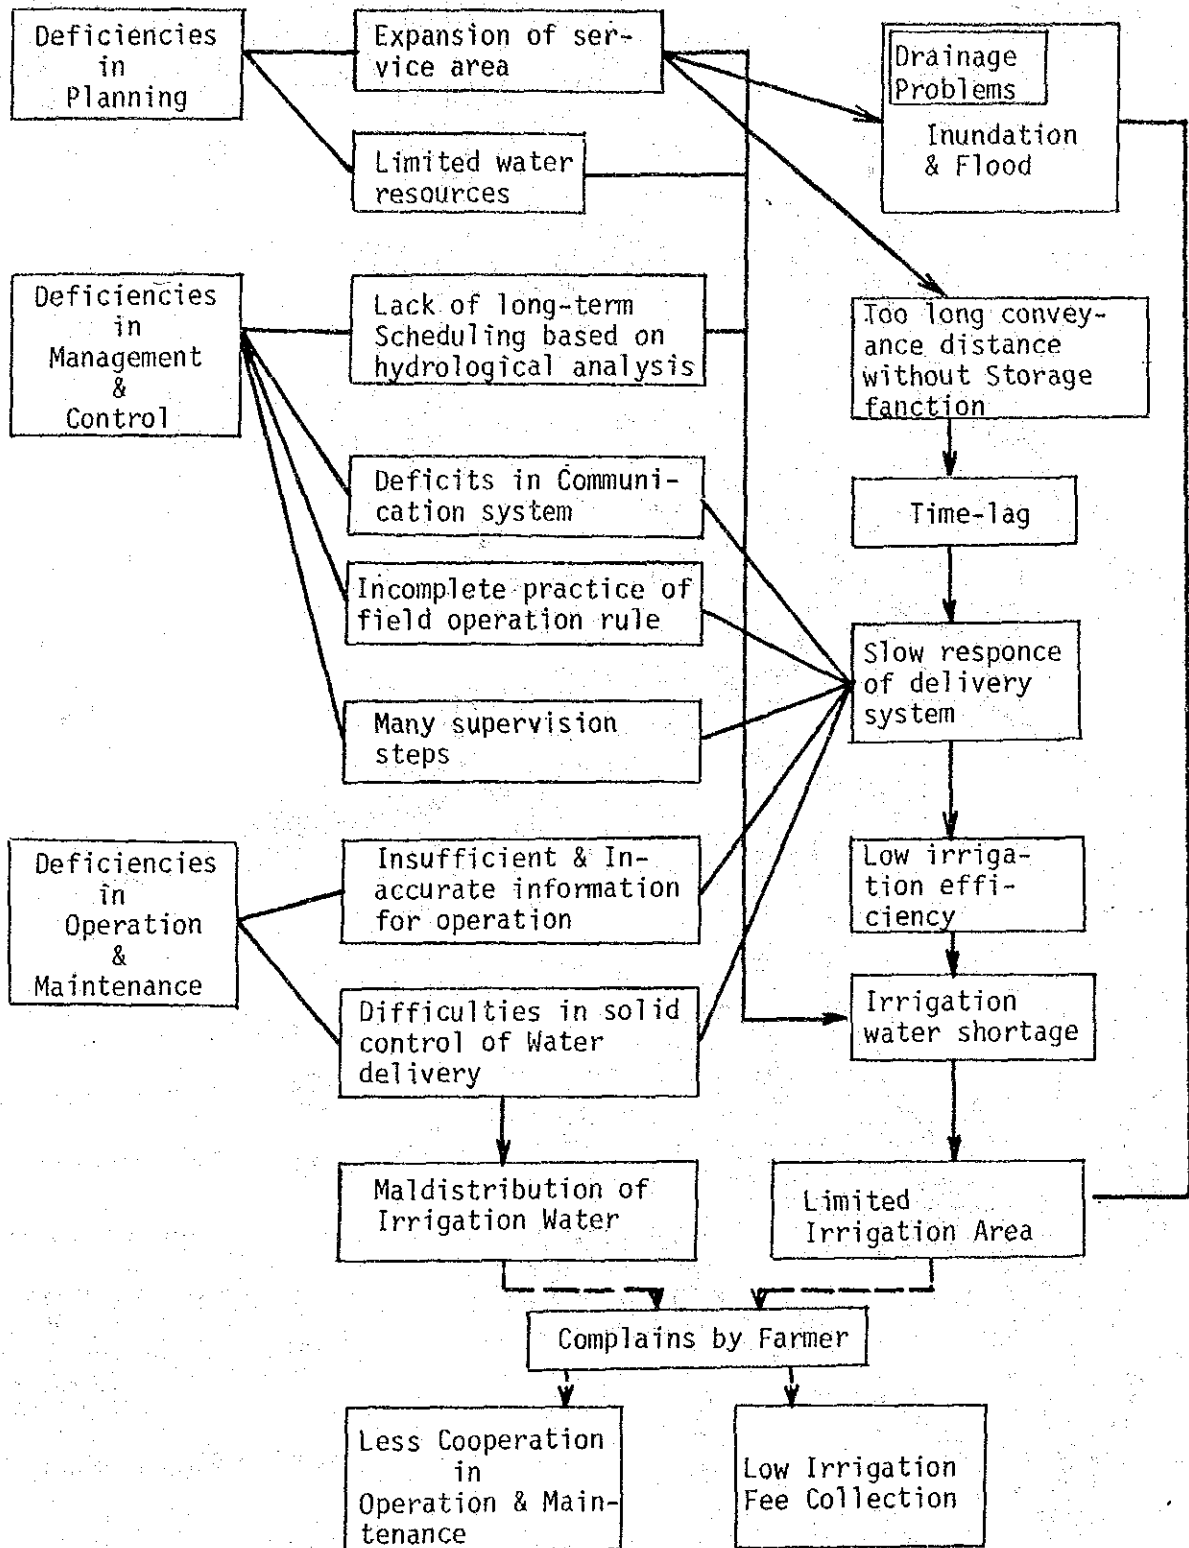 Deficiencies
in
Planning
Expansion of ser-
vice area
Limited water
resources
Drainage
Problems
Inundation
& Flood
Deficiencies
in
Management
&
Control
Lack of long-term
Scheduling based on
hydrological analysis
Deficits in Communi-
cation system
Incomplete practice of
field operation rule
Many supervision
steps
Too long convey-
ance distance
without Storage
fanction
Time-lag
Slow responce
of delivery
system
Low irriga-
tion effi-
ciency
Irrigation
water shortage
Deficiencies
in
Operation
&
Maintenance
Insufficient & In-
accurate information
for operation
Difficulties in solid
control of Water
delivery
Maldistribution of
Irrigation Water
Limited
Irrigation Area
Complains by Farmer
Less Cooperation
in
Operation & Main-
tenance
Low Irrigation
Fee Collection